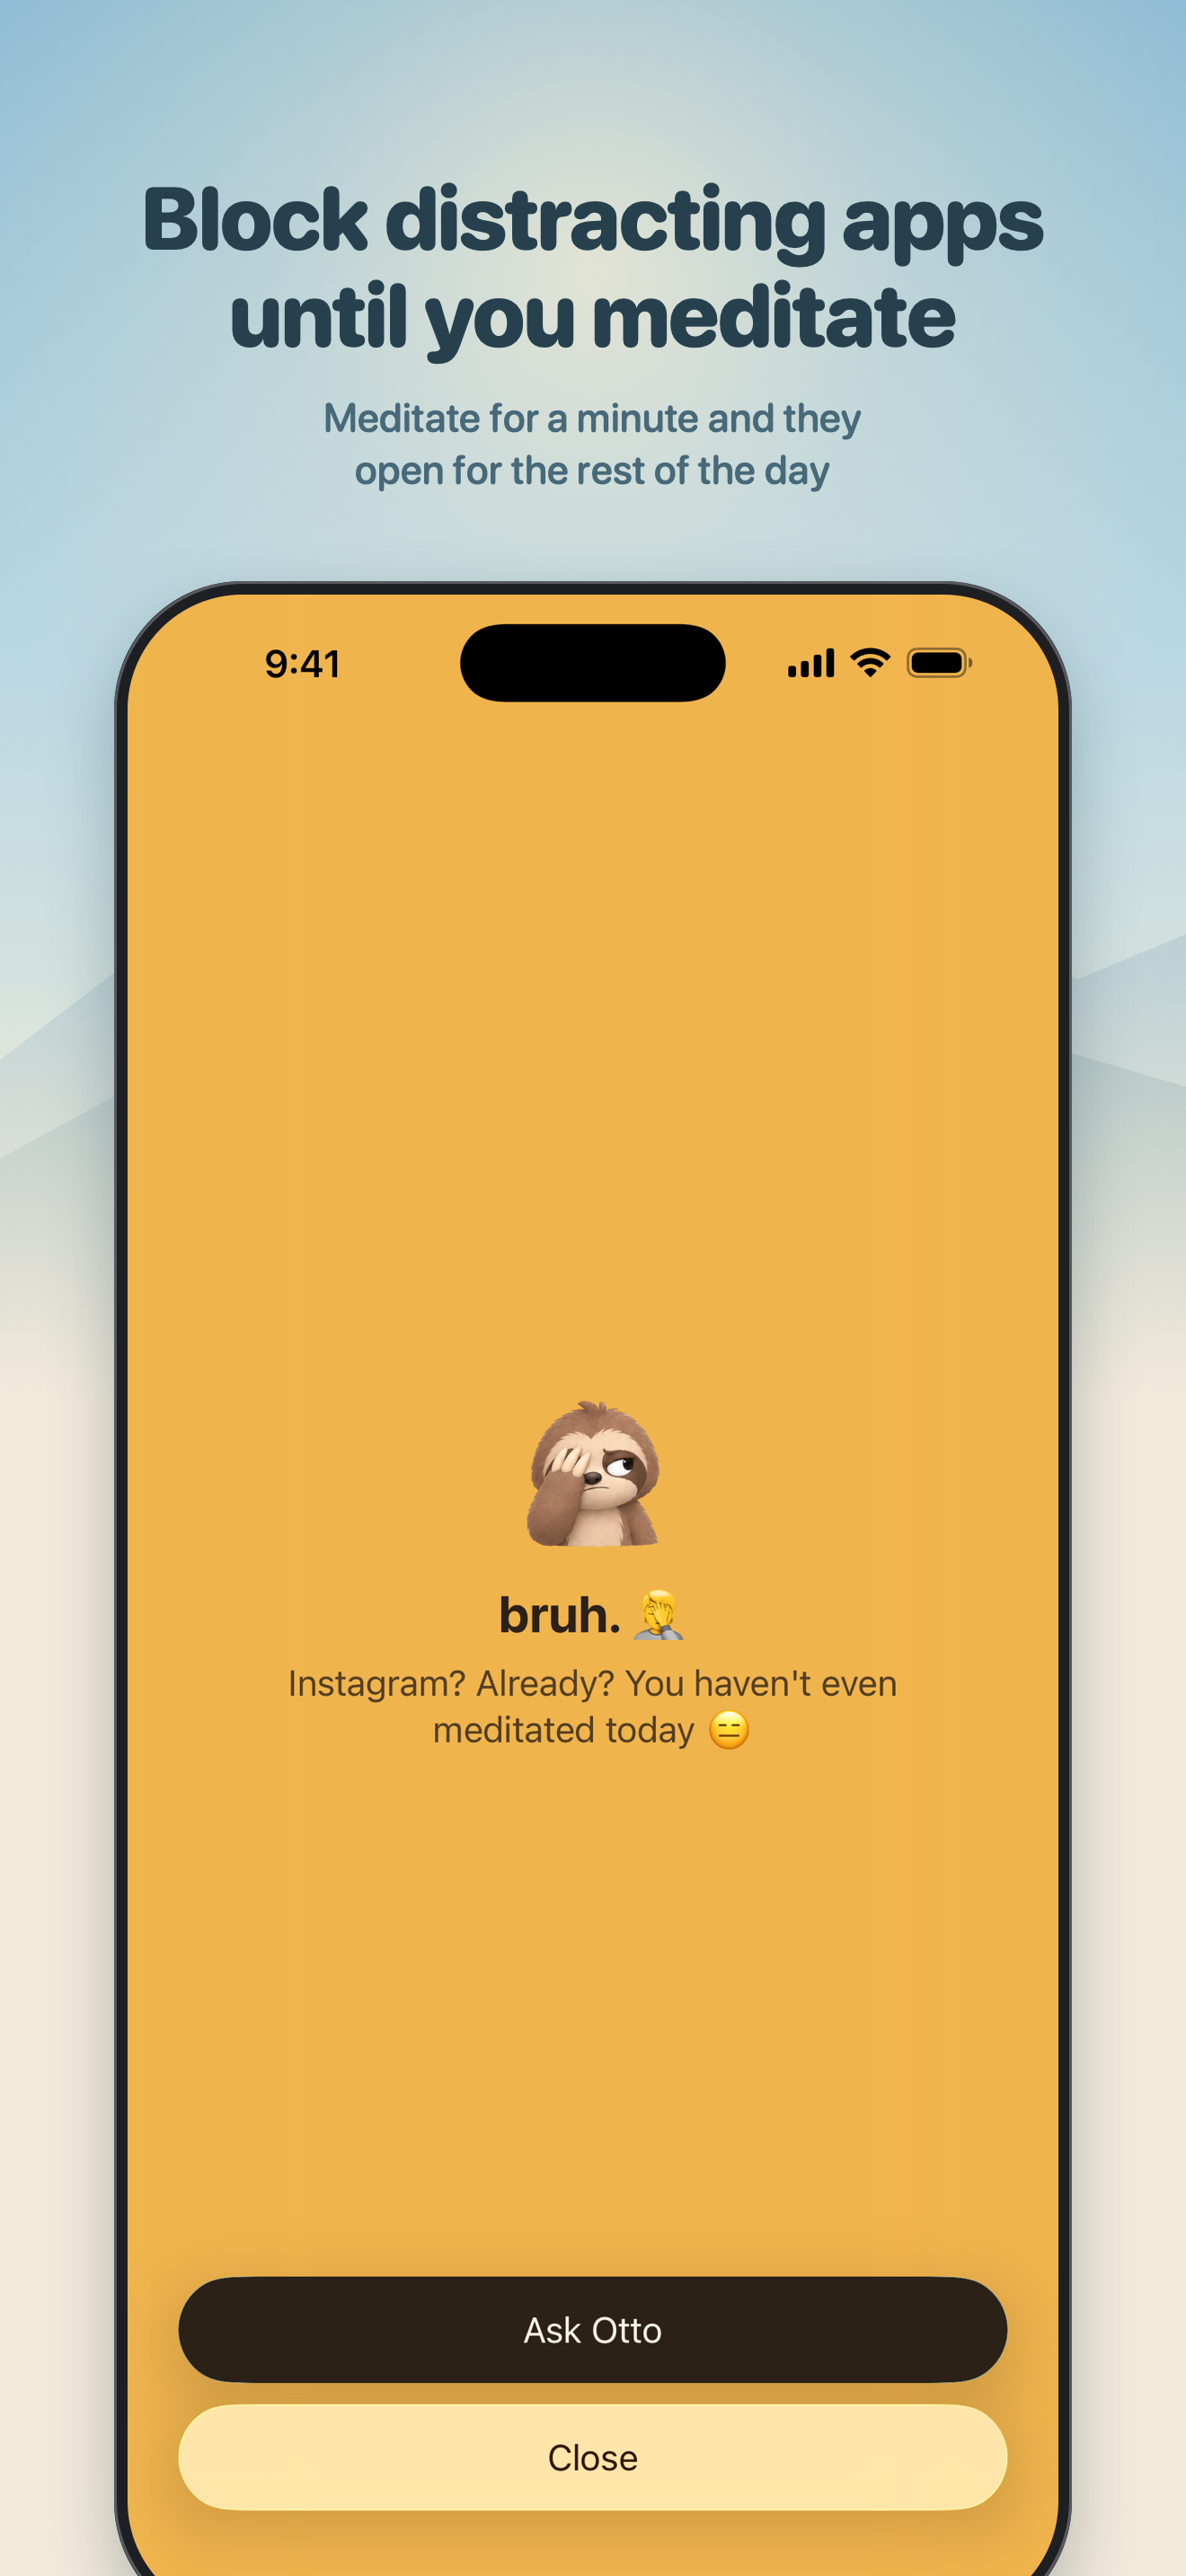 Block distracting apps
until you meditate
Meditate for a minute and they
open for the rest of the day
9:41
bruh. 🤦
Instagram? Already? You haven't even
meditated today 😑
Ask Otto
Close